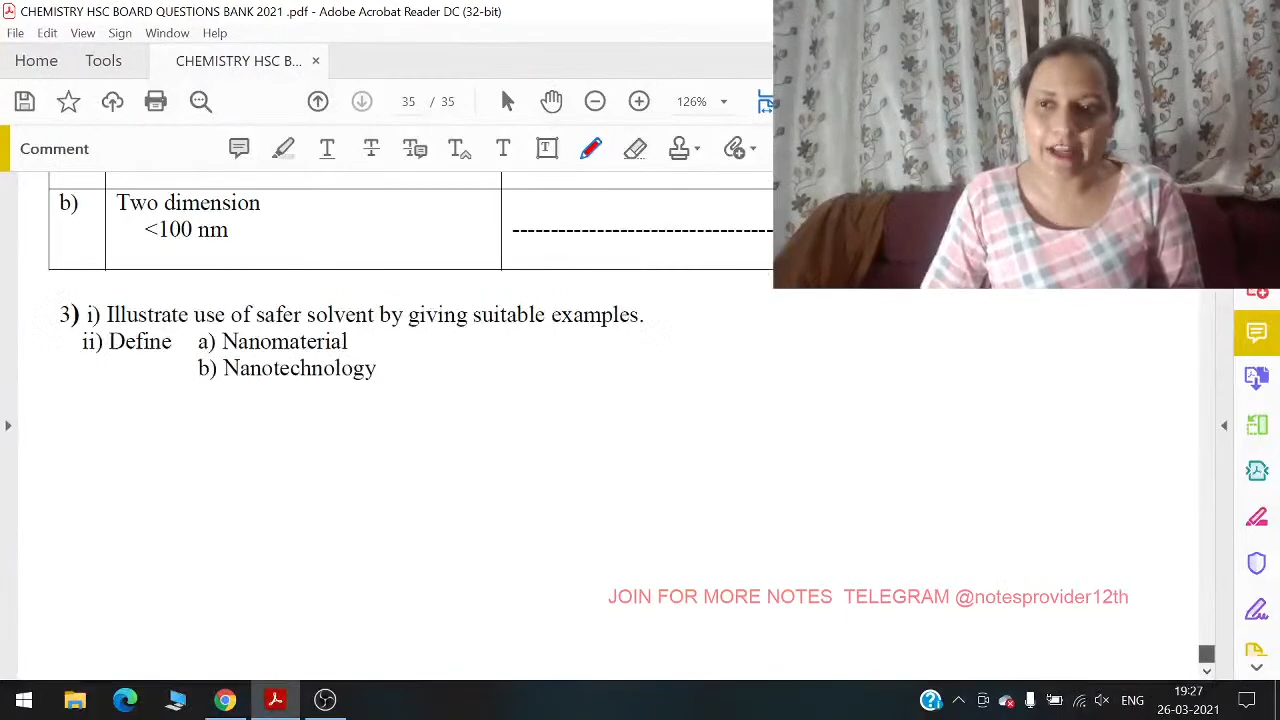 CHEMISTRY HSC BOARD QUESTIONS BANK 2021 .pdf - Adobe Acrobat Reader DC (32-bit)
File Edit View Sign Window Help
Home Tools CHEMISTRY HSC B... ×
35 / 35 126%
Comment
b) Two dimension
<100 nm
3) i) Illustrate use of safer solvent by giving suitable examples.
ii) Define a) Nanomaterial
b) Nanotechnology
JOIN FOR MORE NOTES TELEGRAM @notesprovider12th
ENG
19:27
26-03-2021